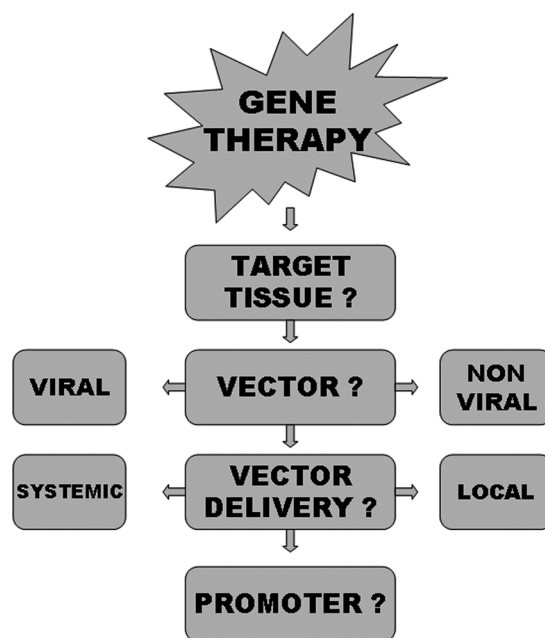 GENE
THERAPY
TARGET
TISSUE ?
VIRAL
VECTOR ?
NON
VIRAL
SYSTEMIC
VECTOR
DELIVERY ?
LOCAL
PROMOTER ?